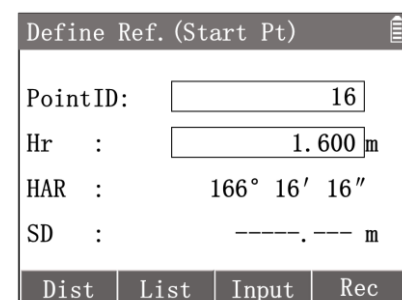 Define Ref.(Start Pt)
PointID: 16
Hr : 1.600 m
HAR : 166° 16′ 16″
SD : -----.--- m
Dist List Input Rec